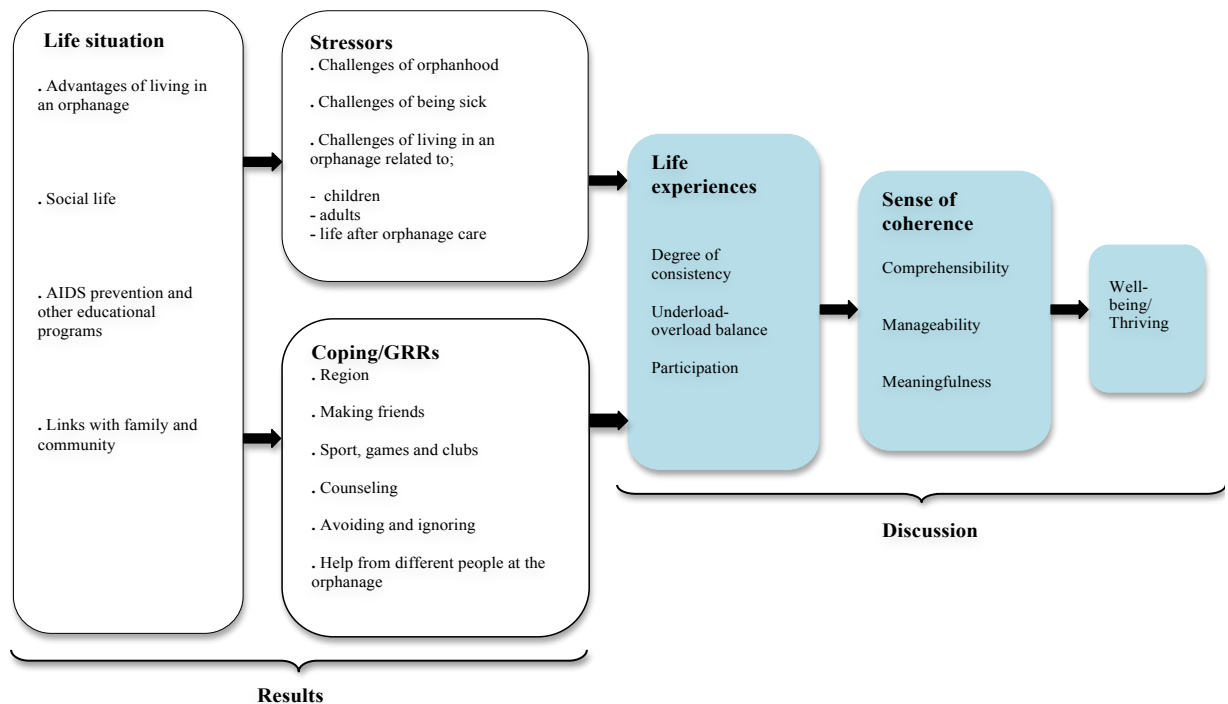 Life situation
. Advantages of living in
an orphanage
. Social life
. AIDS prevention and
other educational
programs
. Links with family and
community
Stressors
. Challenges of orphanhood
. Challenges of being sick
. Challenges of living in an
orphanage related to;
- children
- adults
- life after orphanage care
Coping/GRRs
. Region
. Making friends
. Sport, games and clubs
. Counseling
. Avoiding and ignoring
. Help from different people at the
orphanage
Results
Life
experiences
Degree of
consistency
Underload-
overload balance
Participation
Sense of
coherence
Comprehensibility
Manageability
Meaningfulness
Well-
being/
Thriving
Discussion